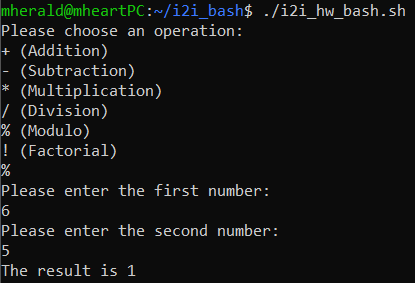 mherald@mheartPC:~/i2i_bash$ ./i2i_hw_bash.sh
Please choose an operation:
+ (Addition)
- (Subtraction)
* (Multiplication)
/ (Division)
% (Modulo)
! (Factorial)
%
Please enter the first number:
6
Please enter the second number:
5
The result is 1